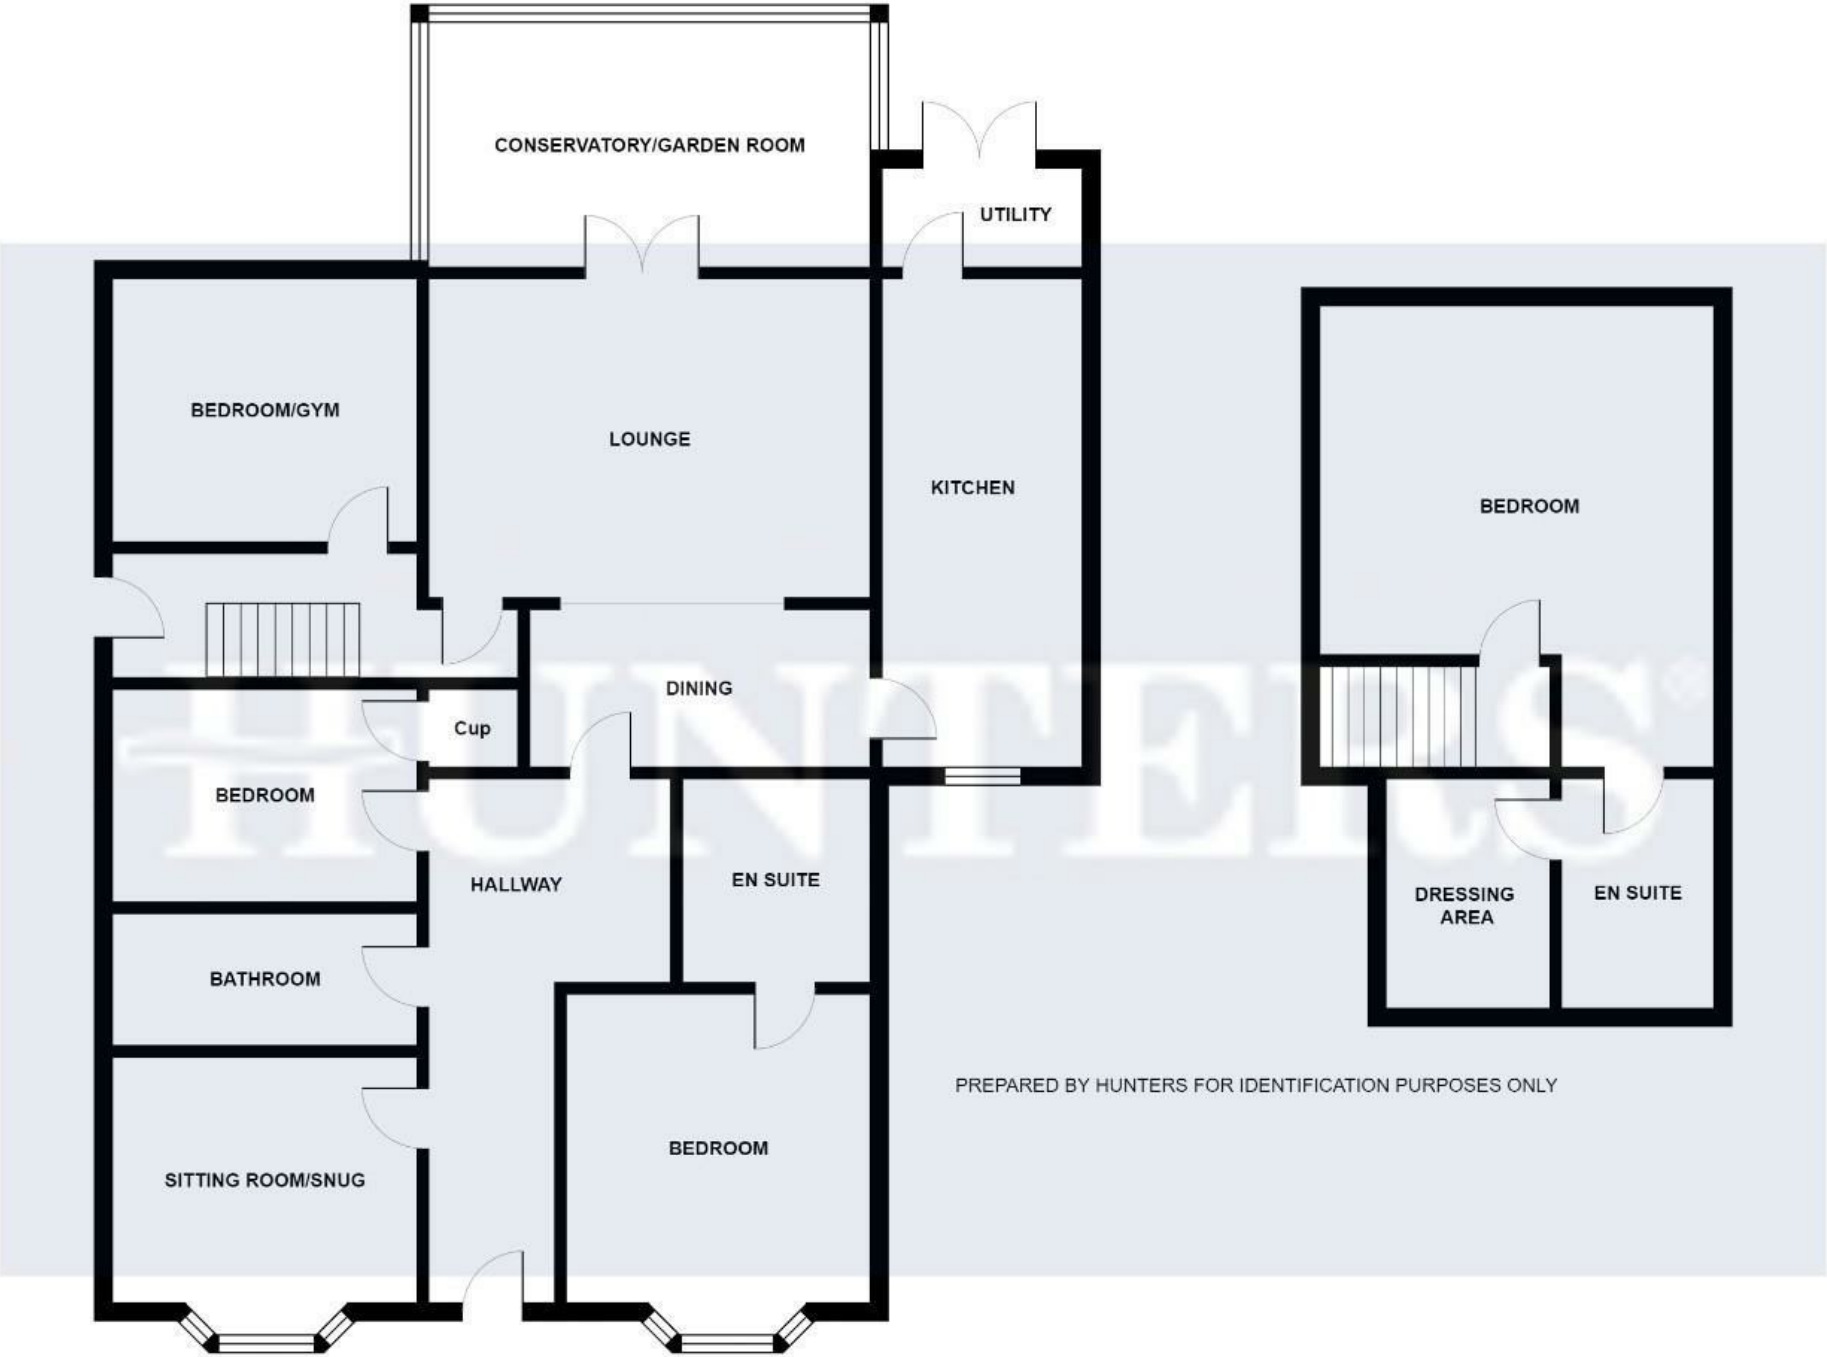 CONSERVATORY/GARDEN ROOM
UTILITY
BEDROOM/GYM
LOUNGE
KITCHEN
BEDROOM
DINING
Cup
BEDROOM
HALLWAY
EN SUITE
DRESSING
AREA
EN SUITE
BATHROOM
SITTING ROOM/SNUG
BEDROOM
HUNTERS®
PREPARED BY HUNTERS FOR IDENTIFICATION PURPOSES ONLY